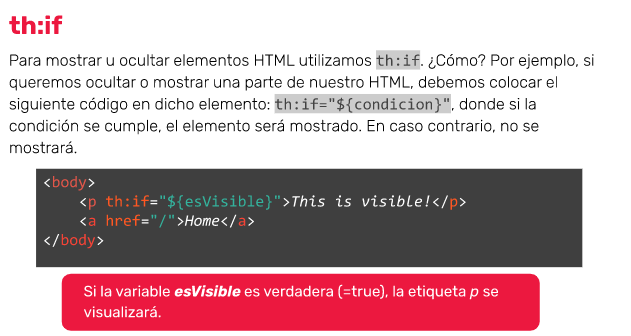 th:if
Para mostrar u ocultar elementos HTML utilizamos th:if. ¿Cómo? Por ejemplo, si
queremos ocultar o mostrar una parte de nuestro HTML, debemos colocar el
siguiente código en dicho elemento: th:if="${condicion}", donde si la
condición se cumple, el elemento será mostrado. En caso contrario, no se
mostrará.
<body>
    <p th:if="${esVisible}">This is visible!</p>
    <a href="/">Home</a>
</body>
Si la variable esVisible es verdadera (=true), la etiqueta p se
visualizará.